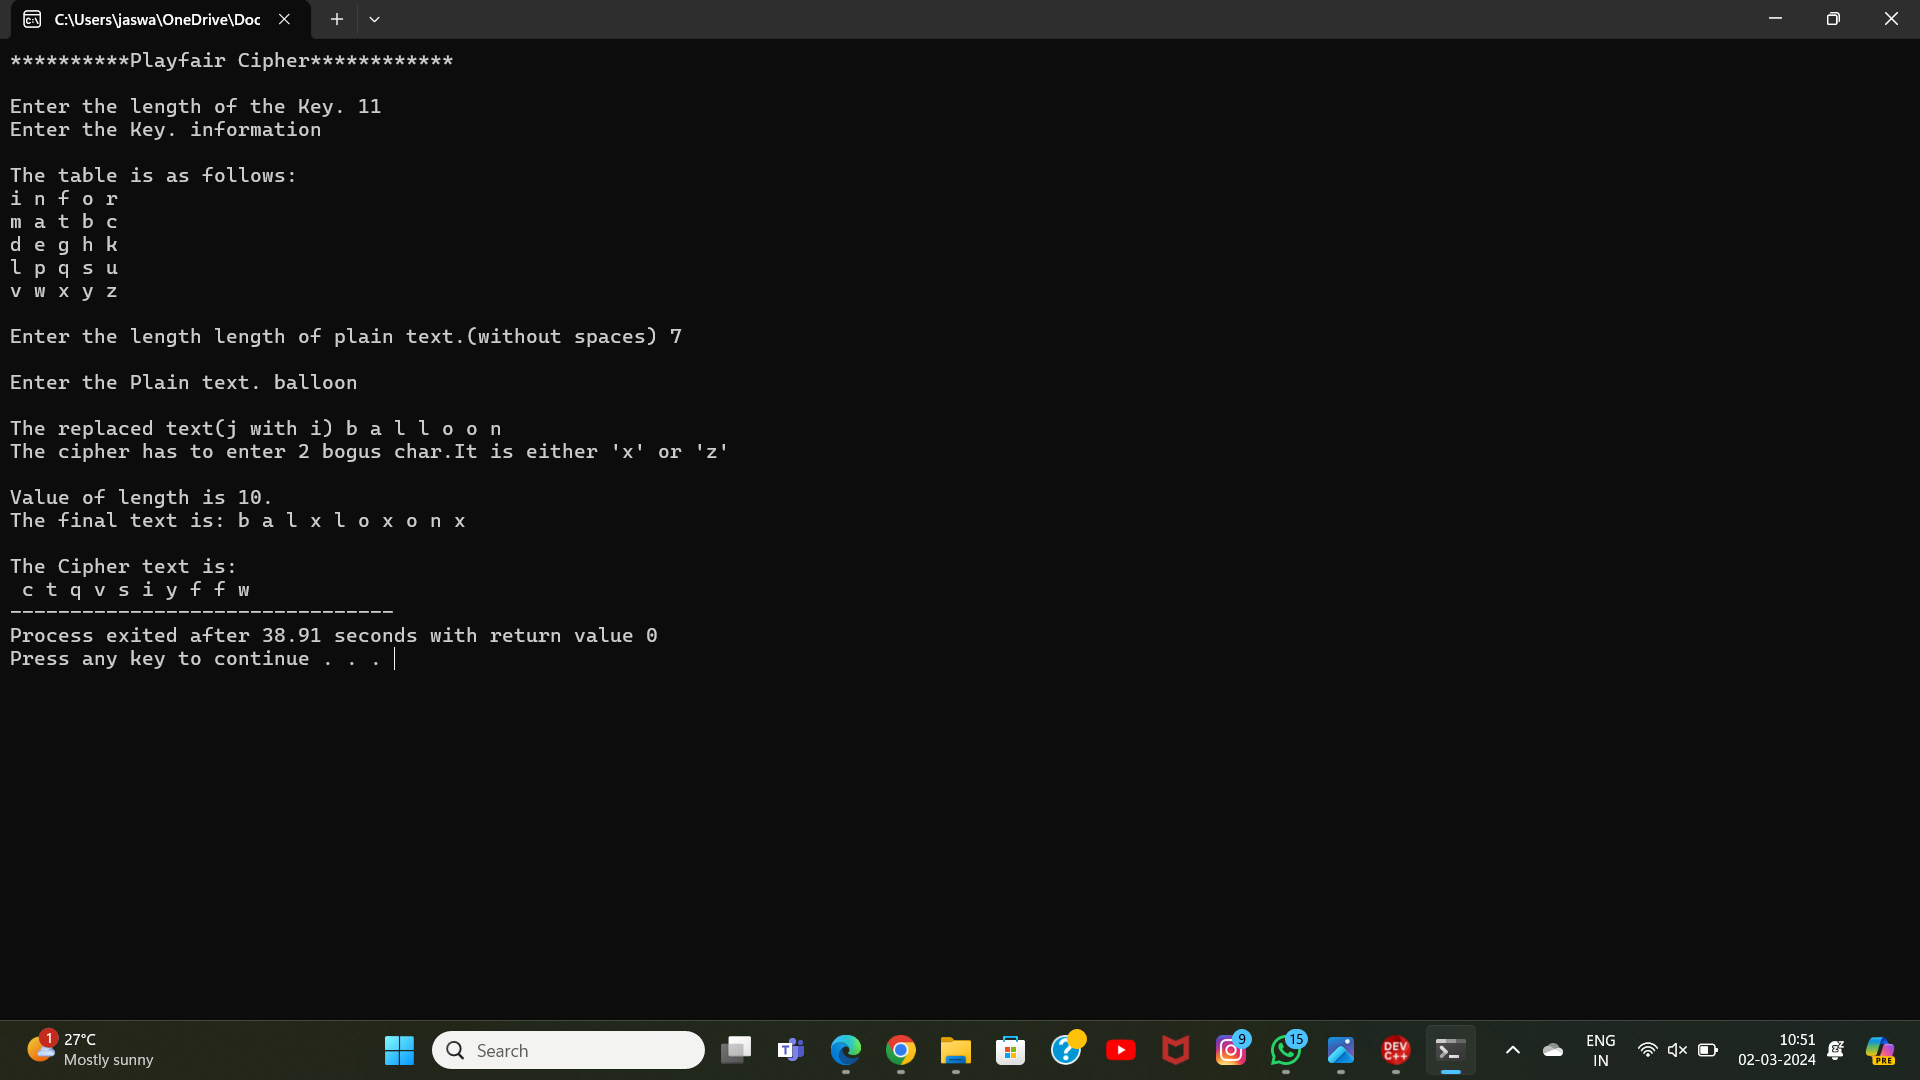 C:\Users\jaswa\OneDrive\Doc
**********Playfair Cipher************
Enter the length of the Key. 11
Enter the Key. information
The table is as follows:
i n f o r
m a t b c
d e g h k
l p q s u
v w x y z
Enter the length length of plain text.(without spaces) 7
Enter the Plain text. balloon
The replaced text(j with i) b a l l o o n
The cipher has to enter 2 bogus char.It is either 'x' or 'z'
Value of length is 10.
The final text is: b a l x l o x o n x
The Cipher text is:
 c t q v s i y f f w
--------------------------------
Process exited after 38.91 seconds with return value 0
Press any key to continue . . .
1
27°C
Mostly sunny
Search
T
?
9
15
DEV
C++
ENG
IN
10:51
02-03-2024
PRE